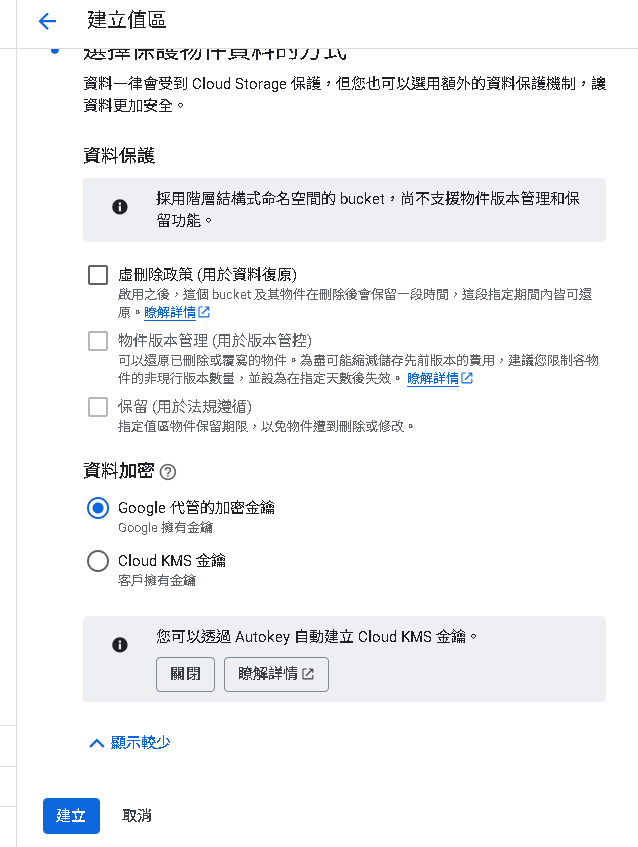 建立值區
選擇保護物件資料的方式
資料一律會受到 Cloud Storage 保護，但您也可以選用額外的資料保護機制，讓
資料更加安全。
資料保護
採用階層結構式命名空間的 bucket，尚不支援物件版本管理和保
留功能。
虛刪除政策 (用於資料復原)
啟用之後，這個 bucket 及其物件在刪除後會保留一段時間，這段指定期間內皆可還
原。瞭解詳情
物件版本管理 (用於版本管控)
可以還原已刪除或覆寫的物件。為盡可能縮減儲存先前版本的費用，建議您限制各物
件的非現行版本數量，並設為在指定天數後失效。 瞭解詳情
保留 (用於法規遵循)
指定值區物件保留期限，以免物件遭到刪除或修改。
資料加密
Google 代管的加密金鑰
Google 擁有金鑰
Cloud KMS 金鑰
客戶擁有金鑰
您可以透過 Autokey 自動建立 Cloud KMS 金鑰。
關閉 瞭解詳情
顯示較少
建立 取消